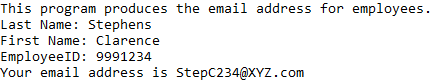 This program produces the email address for employees.
Last Name: Stephens
First Name: Clarence
EmployeeID: 9991234
Your email address is StepC234@XYZ.com